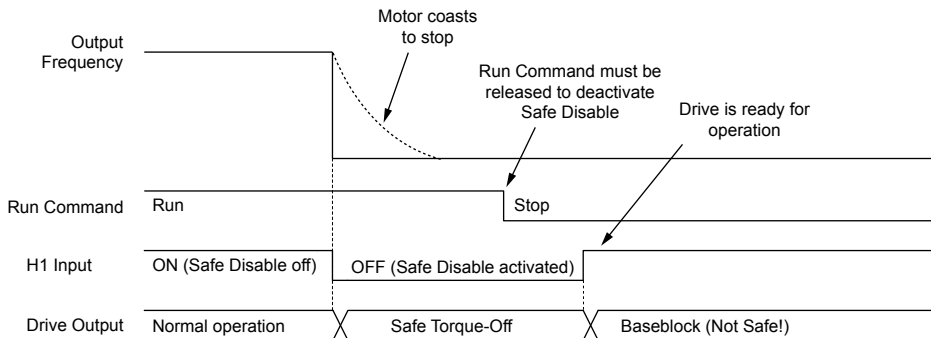 Motor coasts
to stop
Output
Frequency
Run Command must be
released to deactivate
Safe Disable
Drive is ready for
operation
Run Command
Run
Stop
H1 Input
ON (Safe Disable off)
OFF (Safe Disable activated)
Drive Output
Normal operation
Safe Torque-Off
Baseblock (Not Safe!)